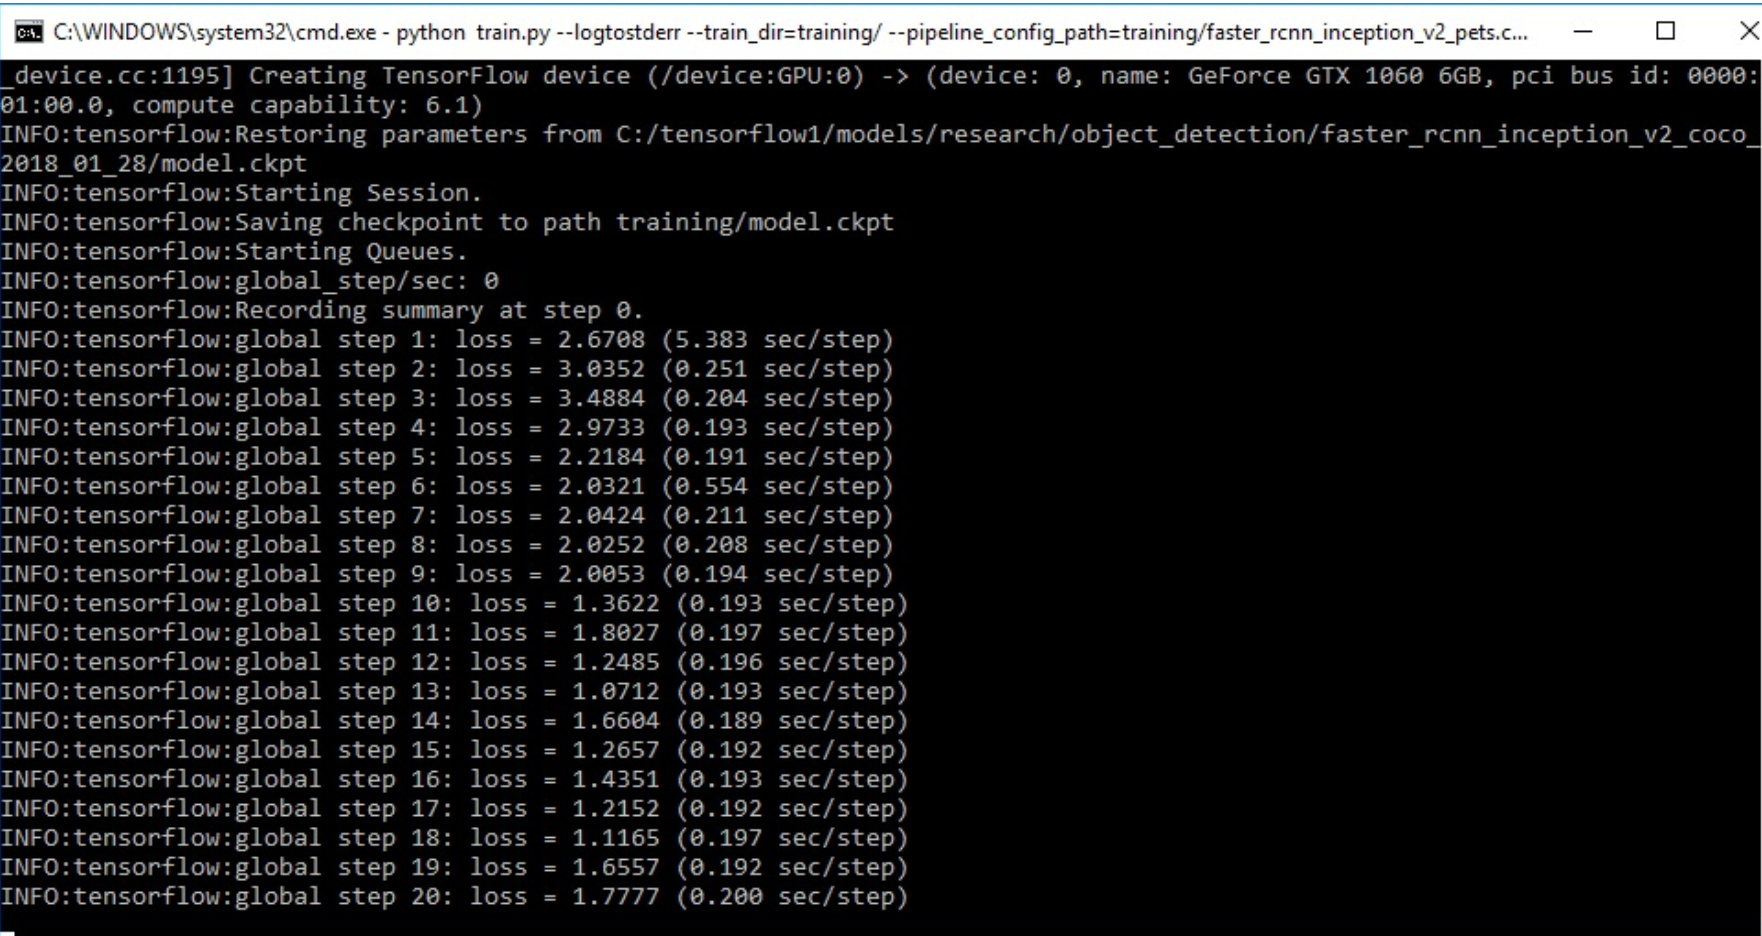 C:\WINDOWS\system32\cmd.exe - python  train.py --logtostderr --train_dir=training/ --pipeline_config_path=training/faster_rcnn_inception_v2_pets.c...
_device.cc:1195] Creating TensorFlow device (/device:GPU:0) -> (device: 0, name: GeForce GTX 1060 6GB, pci bus id: 0000:
01:00.0, compute capability: 6.1)
INFO:tensorflow:Restoring parameters from C:/tensorflow1/models/research/object_detection/faster_rcnn_inception_v2_coco_
2018_01_28/model.ckpt
INFO:tensorflow:Starting Session.
INFO:tensorflow:Saving checkpoint to path training/model.ckpt
INFO:tensorflow:Starting Queues.
INFO:tensorflow:global_step/sec: 0
INFO:tensorflow:Recording summary at step 0.
INFO:tensorflow:global step 1: loss = 2.6708 (5.383 sec/step)
INFO:tensorflow:global step 2: loss = 3.0352 (0.251 sec/step)
INFO:tensorflow:global step 3: loss = 3.4884 (0.204 sec/step)
INFO:tensorflow:global step 4: loss = 2.9733 (0.193 sec/step)
INFO:tensorflow:global step 5: loss = 2.2184 (0.191 sec/step)
INFO:tensorflow:global step 6: loss = 2.0321 (0.554 sec/step)
INFO:tensorflow:global step 7: loss = 2.0424 (0.211 sec/step)
INFO:tensorflow:global step 8: loss = 2.0252 (0.208 sec/step)
INFO:tensorflow:global step 9: loss = 2.0053 (0.194 sec/step)
INFO:tensorflow:global step 10: loss = 1.3622 (0.193 sec/step)
INFO:tensorflow:global step 11: loss = 1.8027 (0.197 sec/step)
INFO:tensorflow:global step 12: loss = 1.2485 (0.196 sec/step)
INFO:tensorflow:global step 13: loss = 1.0712 (0.193 sec/step)
INFO:tensorflow:global step 14: loss = 1.6604 (0.189 sec/step)
INFO:tensorflow:global step 15: loss = 1.2657 (0.192 sec/step)
INFO:tensorflow:global step 16: loss = 1.4351 (0.193 sec/step)
INFO:tensorflow:global step 17: loss = 1.2152 (0.192 sec/step)
INFO:tensorflow:global step 18: loss = 1.1165 (0.197 sec/step)
INFO:tensorflow:global step 19: loss = 1.6557 (0.192 sec/step)
INFO:tensorflow:global step 20: loss = 1.7777 (0.200 sec/step)